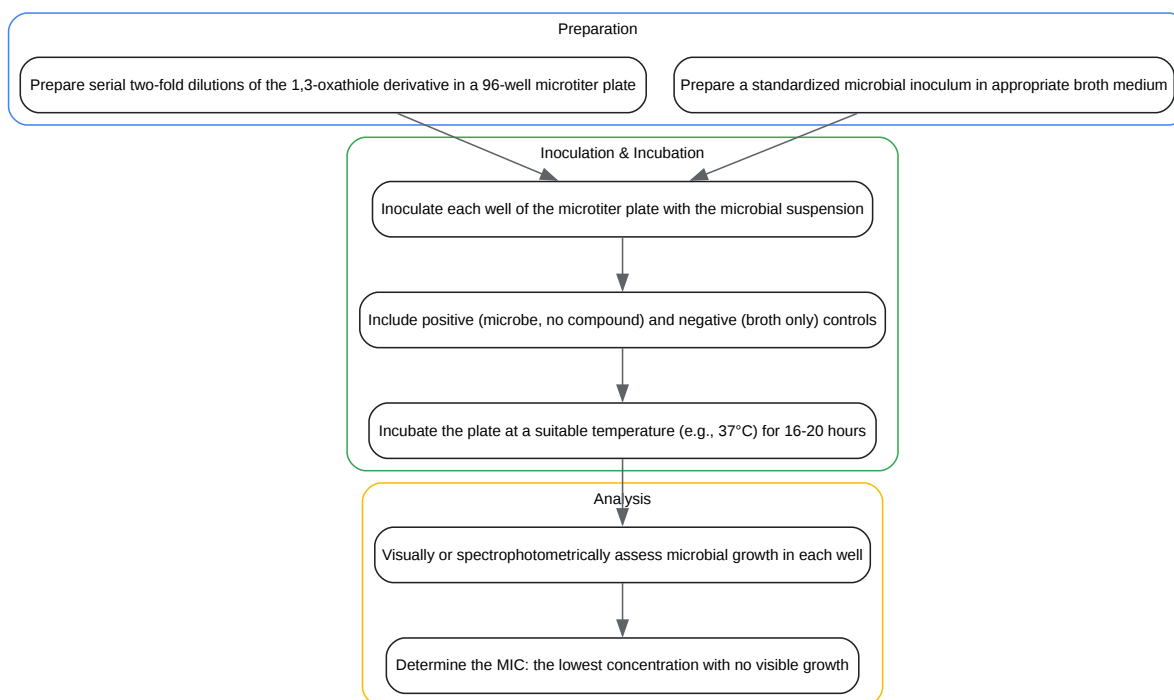 Preparation
Prepare serial two-fold dilutions of the 1,3-oxathiole derivative in a 96-well microtiter plate
Prepare a standardized microbial inoculum in appropriate broth medium
Inoculation & Incubation
Inoculate each well of the microtiter plate with the microbial suspension
Include positive (microbe, no compound) and negative (broth only) controls
Incubate the plate at a suitable temperature (e.g., 37°C) for 16-20 hours
Analysis
Visually or spectrophotometrically assess microbial growth in each well
Determine the MIC: the lowest concentration with no visible growth